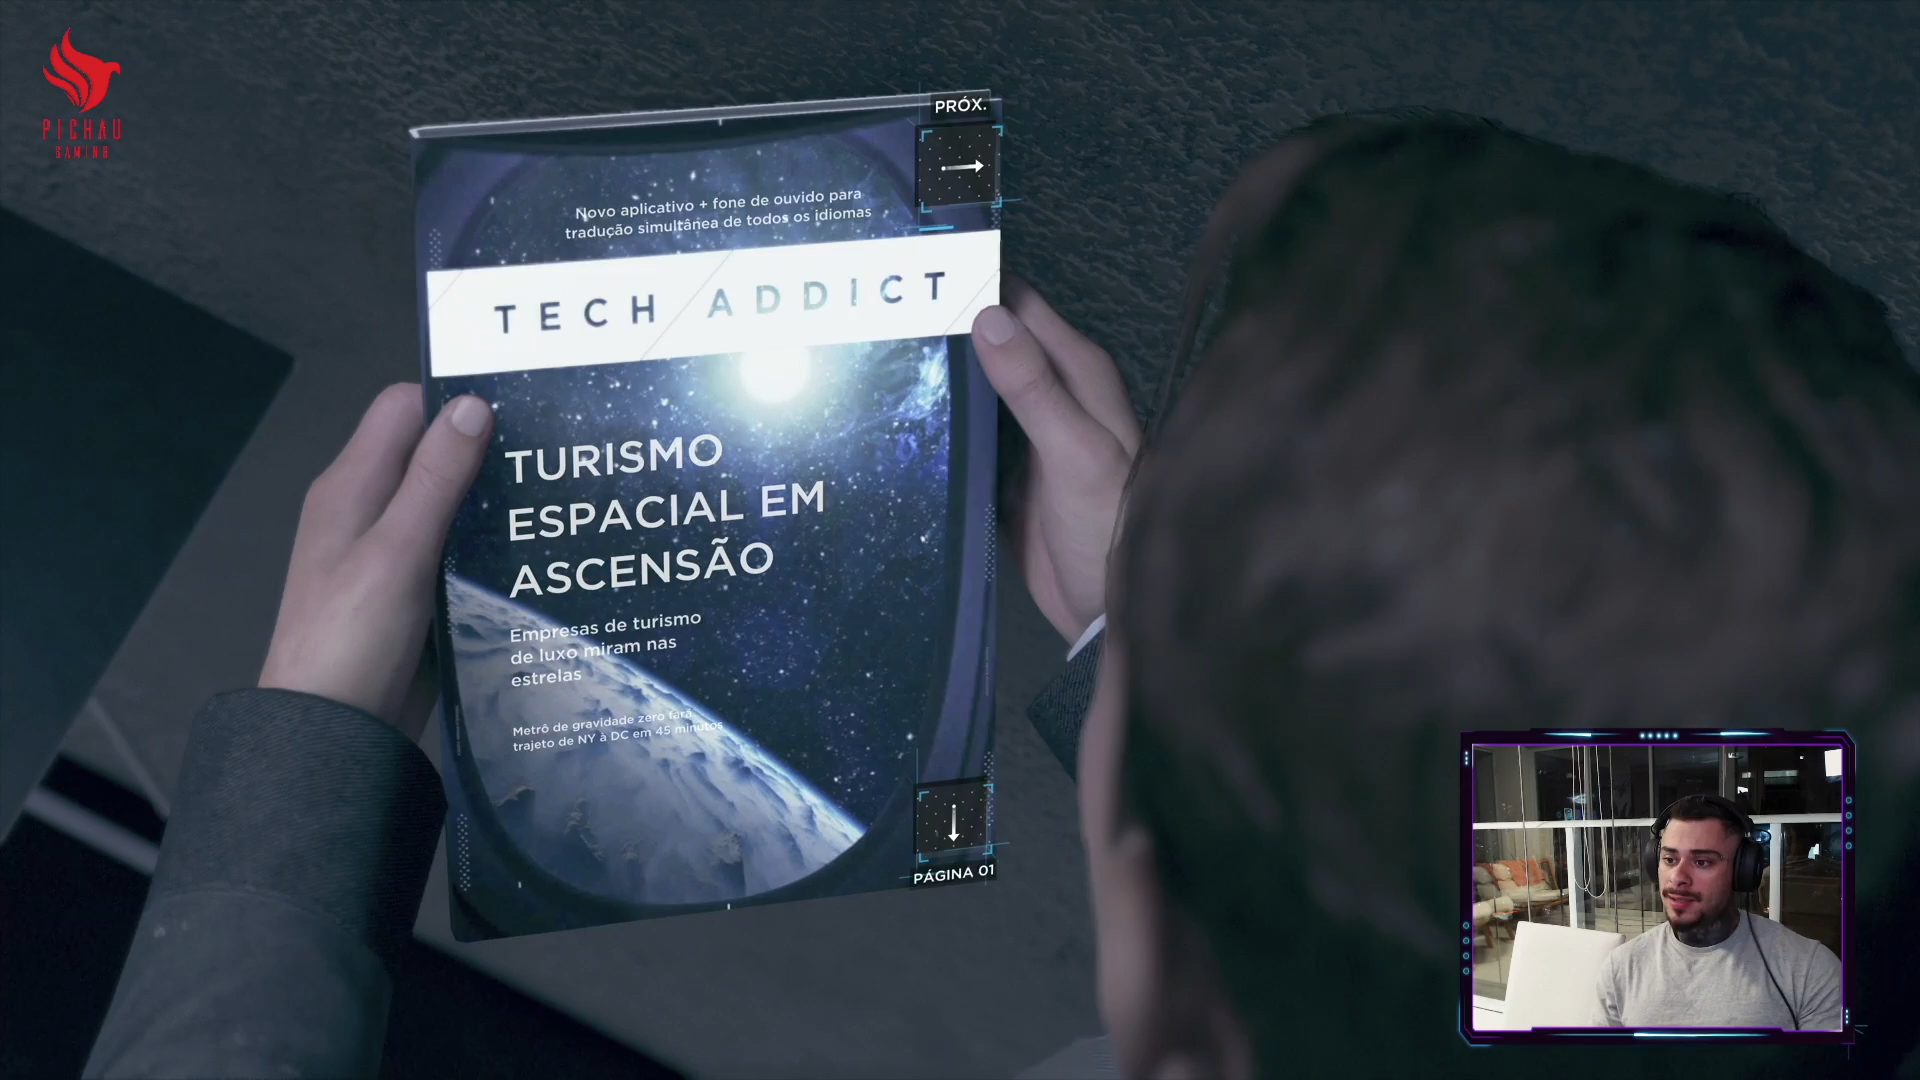 PICHAU
GAMING
PRÓX.
Novo aplicativo + fone de ouvido para
tradução simultânea de todos os idiomas
TECH ADDICT
TURISMO
ESPACIAL EM
ASCENSÃO
Empresas de turismo
de luxo miram nas
estrelas
Metrô de gravidade zero fará
trajeto de NY à DC em 45 minutos
PÁGINA 01